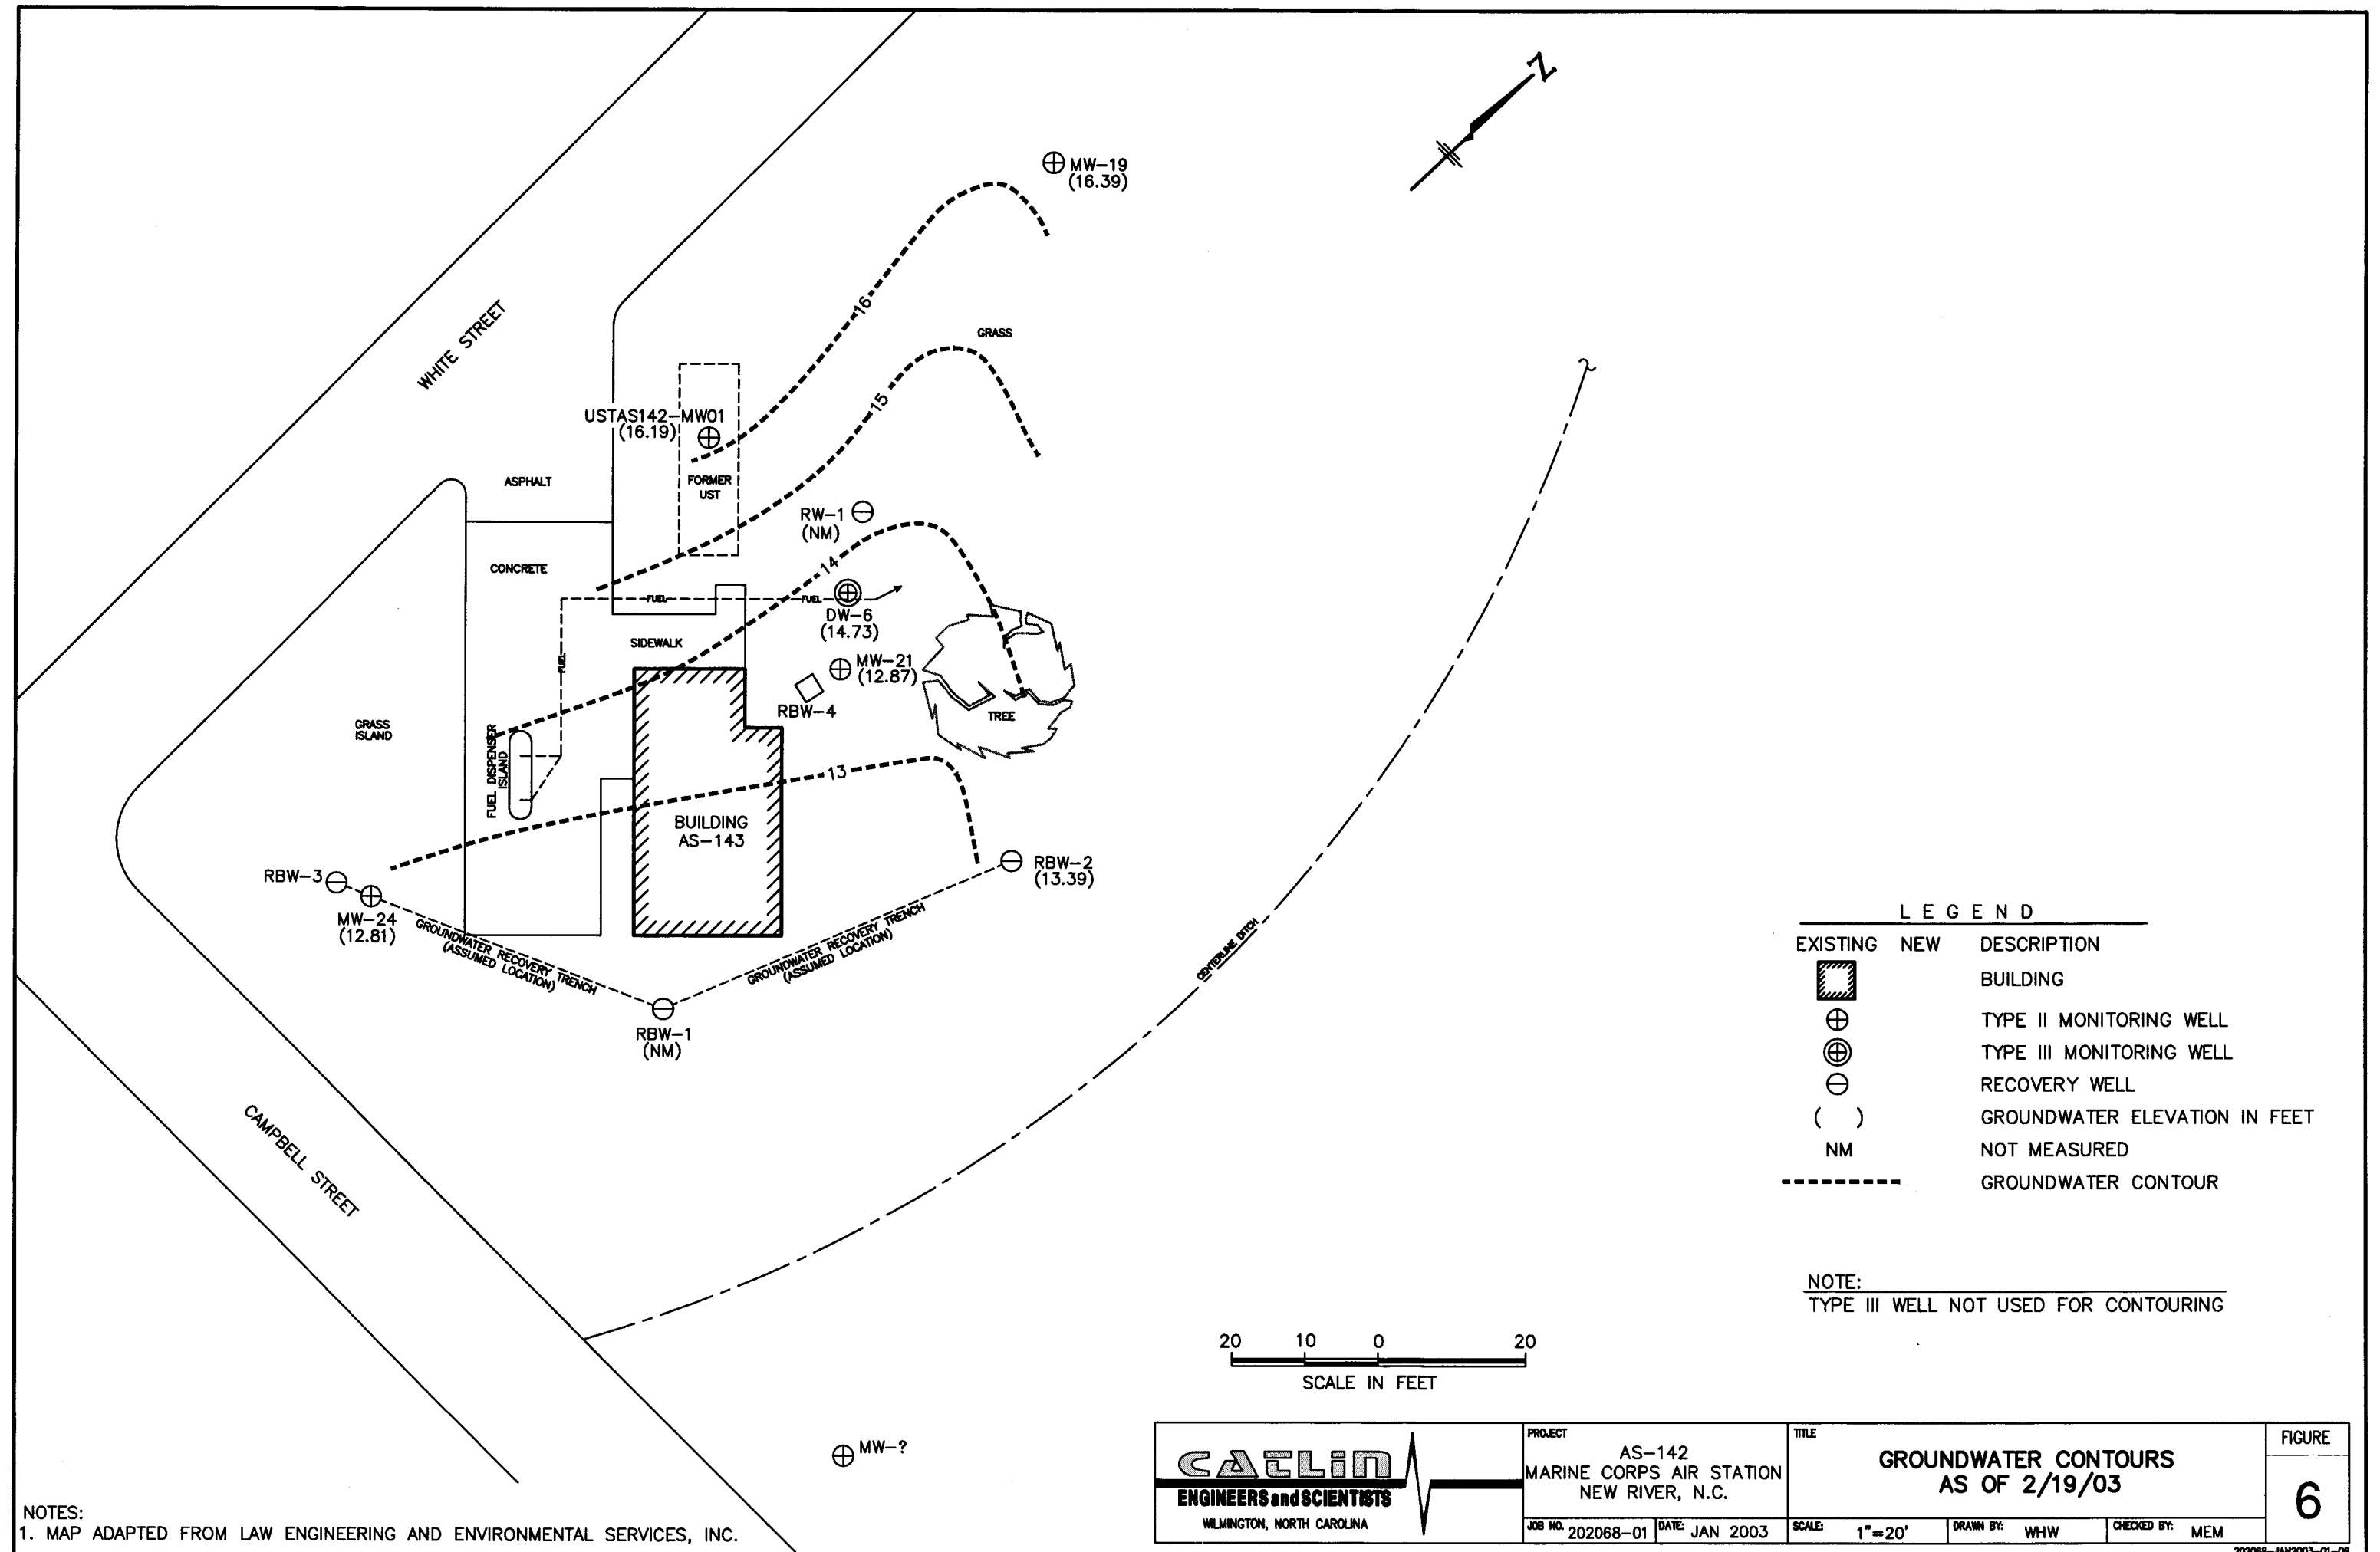 Z
MW-19
(16.39)
16
GRASS
WHITE STREET
15
USTAS142-MW01
(16.19)
ASPHALT
FORMER
UST
RW-1
(NM)
14
CONCRETE
FUEL
FUEL
DW-6
(14.73)
SIDEWALK
FUEL
MW-21
(12.87)
RBW-4
TREE
GRASS
ISLAND
FUEL DISPENSER
ISLAND
13
BUILDING
AS-143
RBW-3
RBW-2
(13.39)
MW-24
(12.81)
GROUNDWATER RECOVERY TRENCH
(ASSUMED LOCATION)
GROUNDWATER RECOVERY TRENCH
(ASSUMED LOCATION)
CENTERLINE DITCH
RBW-1
(NM)
CAMPBELL STREET
MW-?
LEGEND
EXISTING NEW DESCRIPTION
BUILDING
TYPE II MONITORING WELL
TYPE III MONITORING WELL
RECOVERY WELL
( ) GROUNDWATER ELEVATION IN FEET
NM NOT MEASURED
GROUNDWATER CONTOUR
NOTE:
TYPE III WELL NOT USED FOR CONTOURING
20 10 0 20
SCALE IN FEET
CATLIN
ENGINEERS and SCIENTISTS
WILMINGTON, NORTH CAROLINA
PROJECT
AS-142
MARINE CORPS AIR STATION
NEW RIVER, N.C.
TITLE
GROUNDWATER CONTOURS
AS OF 2/19/03
FIGURE
6
JOB NO. 202068-01 DATE: JAN 2003 SCALE: 1"=20' DRAWN BY: WHW CHECKED BY: MEM
202068-JAN2003-01-06
NOTES:
1. MAP ADAPTED FROM LAW ENGINEERING AND ENVIRONMENTAL SERVICES, INC.